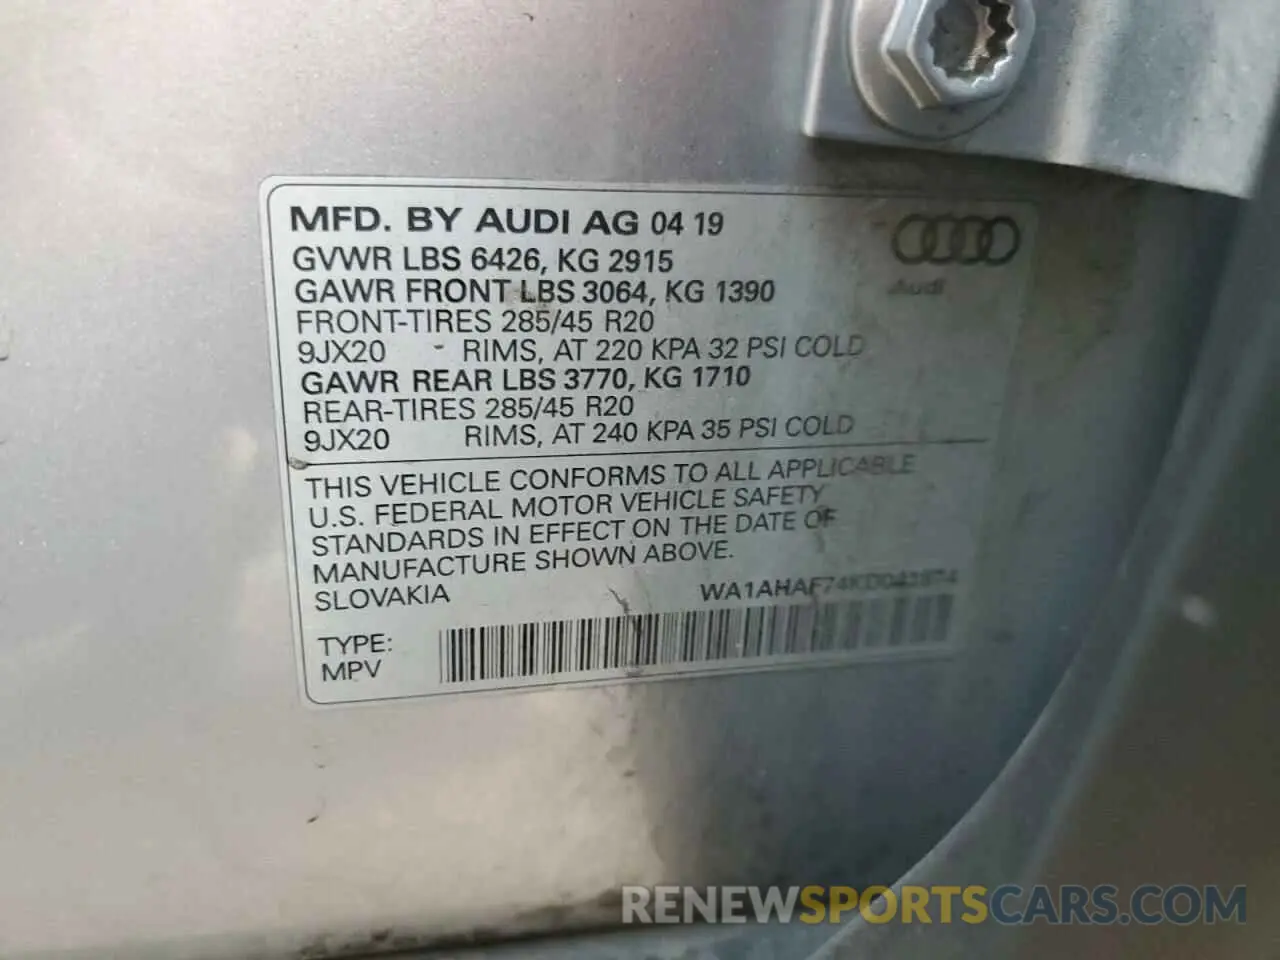 MFD. BY AUDI AG 04 19
GVWR LBS 6426, KG 2915
GAWR FRONT LBS 3064, KG 1390
Audi
FRONT-TIRES 285/45 R20
9JX20 - RIMS, AT 220 KPA 32 PSI COLD
GAWR REAR LBS 3770, KG 1710
REAR-TIRES 285/45 R20
9JX20 RIMS, AT 240 KPA 35 PSI COLD
THIS VEHICLE CONFORMS TO ALL APPLICABLE
U.S. FEDERAL MOTOR VEHICLE SAFETY
STANDARDS IN EFFECT ON THE DATE OF
MANUFACTURE SHOWN ABOVE.
SLOVAKIA
TYPE:
MPV
RENEWSPORTSCARS.COM